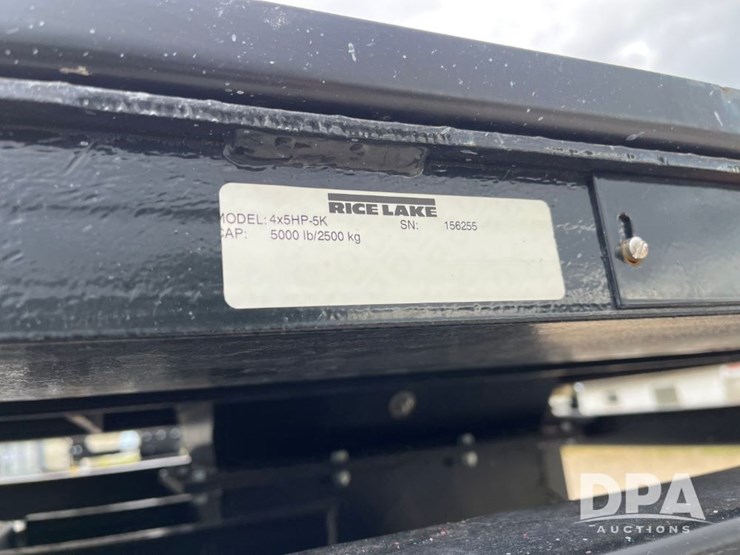 RICE LAKE
MODEL: 4x5HP-5K SN: 156255
CAP: 5000 lb/2500 kg
DPA
AUCTIONS